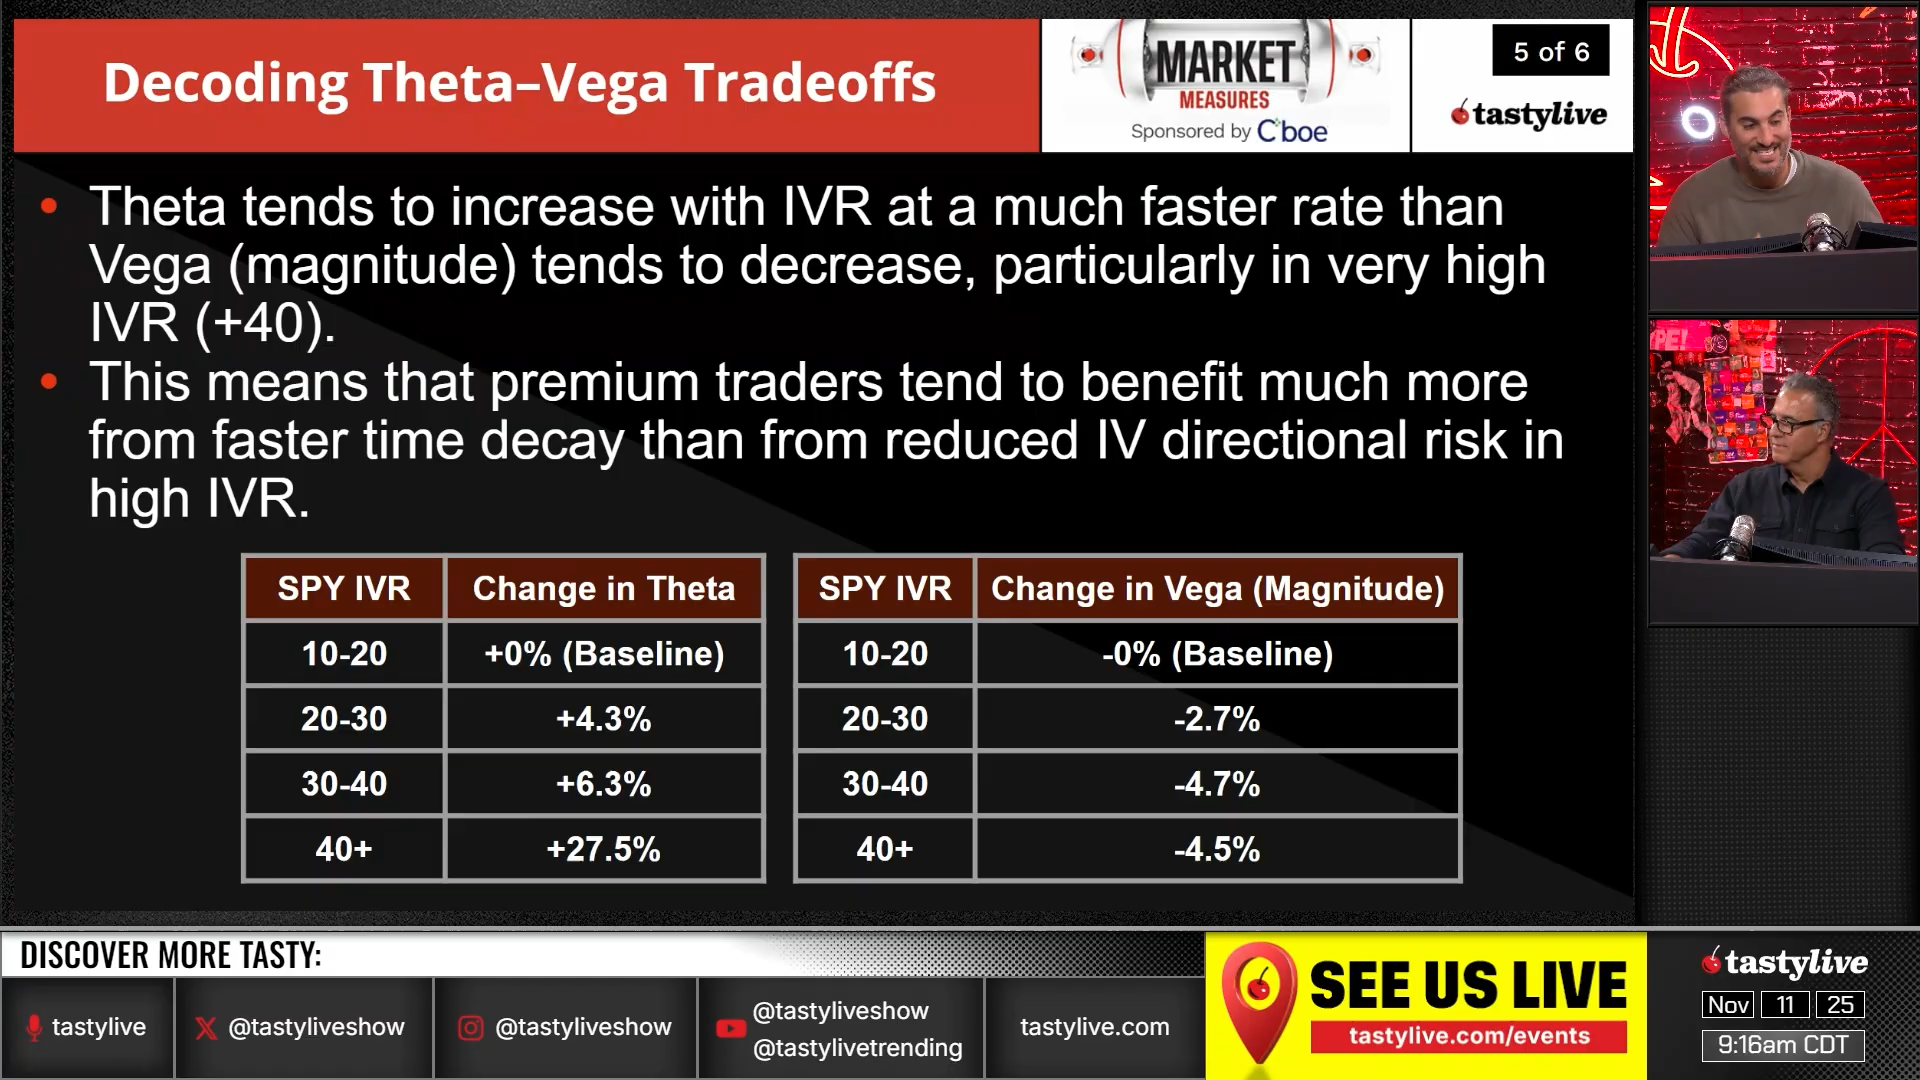 Decoding Theta–Vega Tradeoffs
MARKET
MEASURES
Sponsored by Cboe
5 of 6
tastylive
• Theta tends to increase with IVR at a much faster rate than
Vega (magnitude) tends to decrease, particularly in very high
IVR (+40).
• This means that premium traders tend to benefit much more
from faster time decay than from reduced IV directional risk in
high IVR.
SPY IVR Change in Theta
10-20 +0% (Baseline)
20-30 +4.3%
30-40 +6.3%
40+ +27.5%
SPY IVR Change in Vega (Magnitude)
10-20 -0% (Baseline)
20-30 -2.7%
30-40 -4.7%
40+ -4.5%
DISCOVER MORE TASTY:
tastylive
@tastyliveshow
@tastyliveshow
@tastyliveshow
@tastylivetrending
tastylive.com
SEE US LIVE
tastylive.com/events
tastylive
Nov 11 25
9:16am CDT